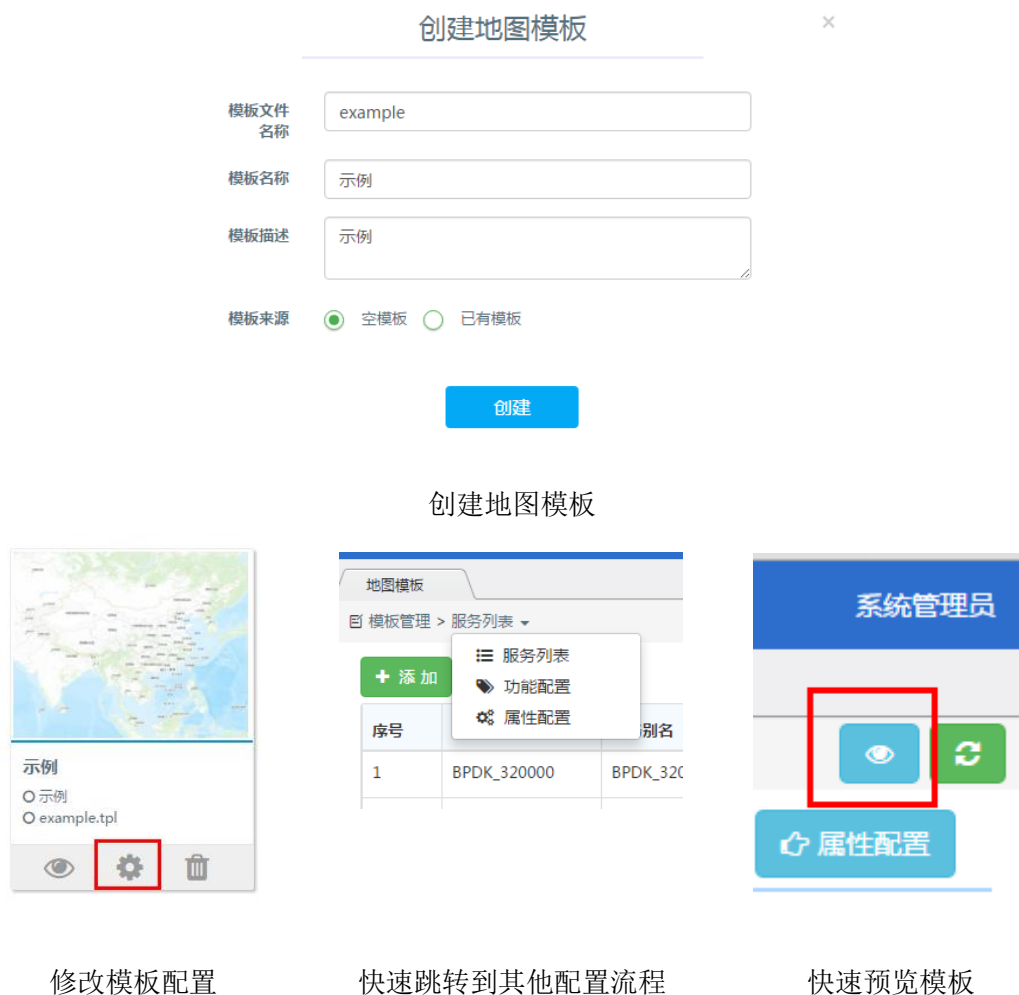 创建地图模板
×
模板文件
名称
example
模板名称
示例
模板描述
示例
模板来源
空模板
已有模板
创建
创建地图模板
示例
示例
example.tpl
修改模板配置
地图模板
模板管理 > 服务列表
服务列表
功能配置
属性配置
添加
序号
别名
1
BPDK_320000
BPDK_320
快速跳转到其他配置流程
系统管理员
属性配置
快速预览模板